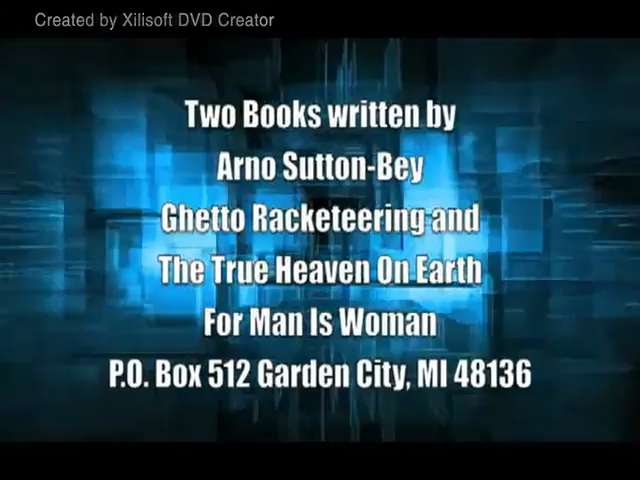 Created by Xilisoft DVD Creator
Two Books written by
Arno Sutton-Bey
Ghetto Racketeering and
The True Heaven On Earth
For Man Is Woman
P.O. Box 512 Garden City, MI 48136